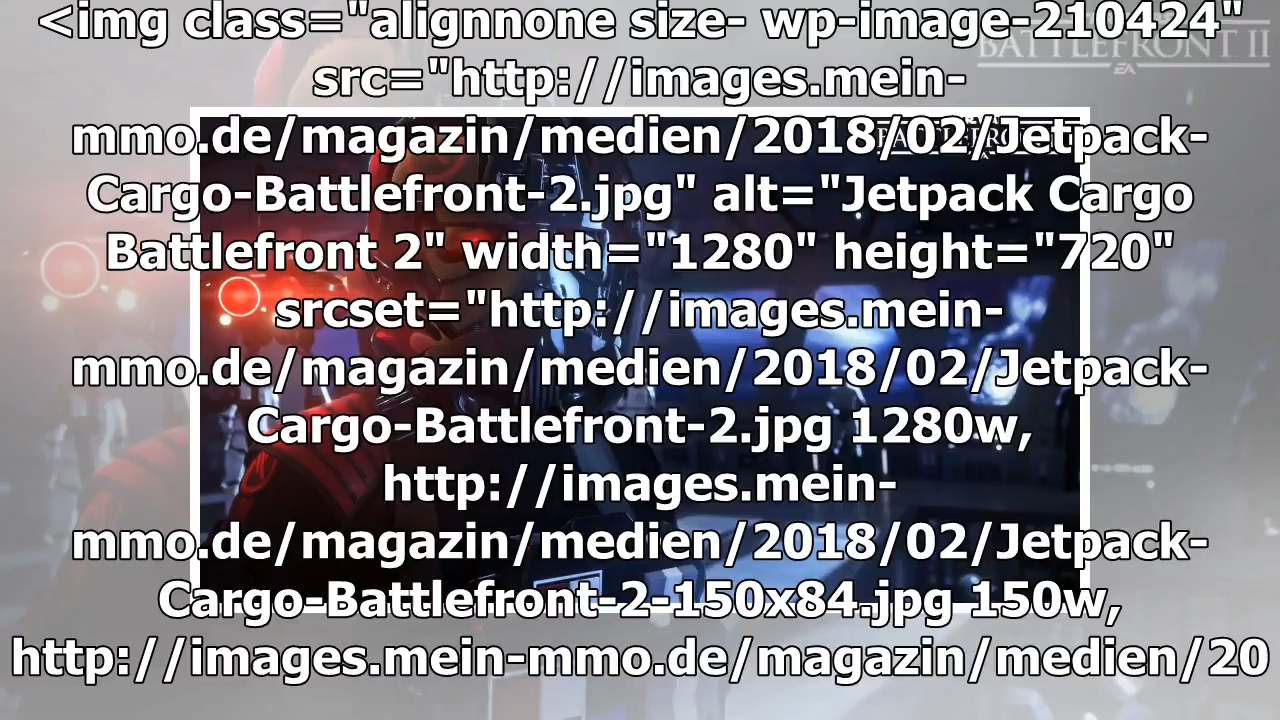 <img class="alignnone size- wp-image-210424"
src="http://images.mein-
mmo.de/magazin/medien/2018/02/Jetpack-
Cargo-Battlefront-2.jpg" alt="Jetpack Cargo
Battlefront 2" width="1280" height="720"
srcset="http://images.mein-
mmo.de/magazin/medien/2018/02/Jetpack-
Cargo-Battlefront-2.jpg 1280w,
http://images.mein-
mmo.de/magazin/medien/2018/02/Jetpack-
Cargo-Battlefront-2-150x84.jpg 150w,
http://images.mein-mmo.de/magazin/medien/20
BATTLEFRONT II
EA